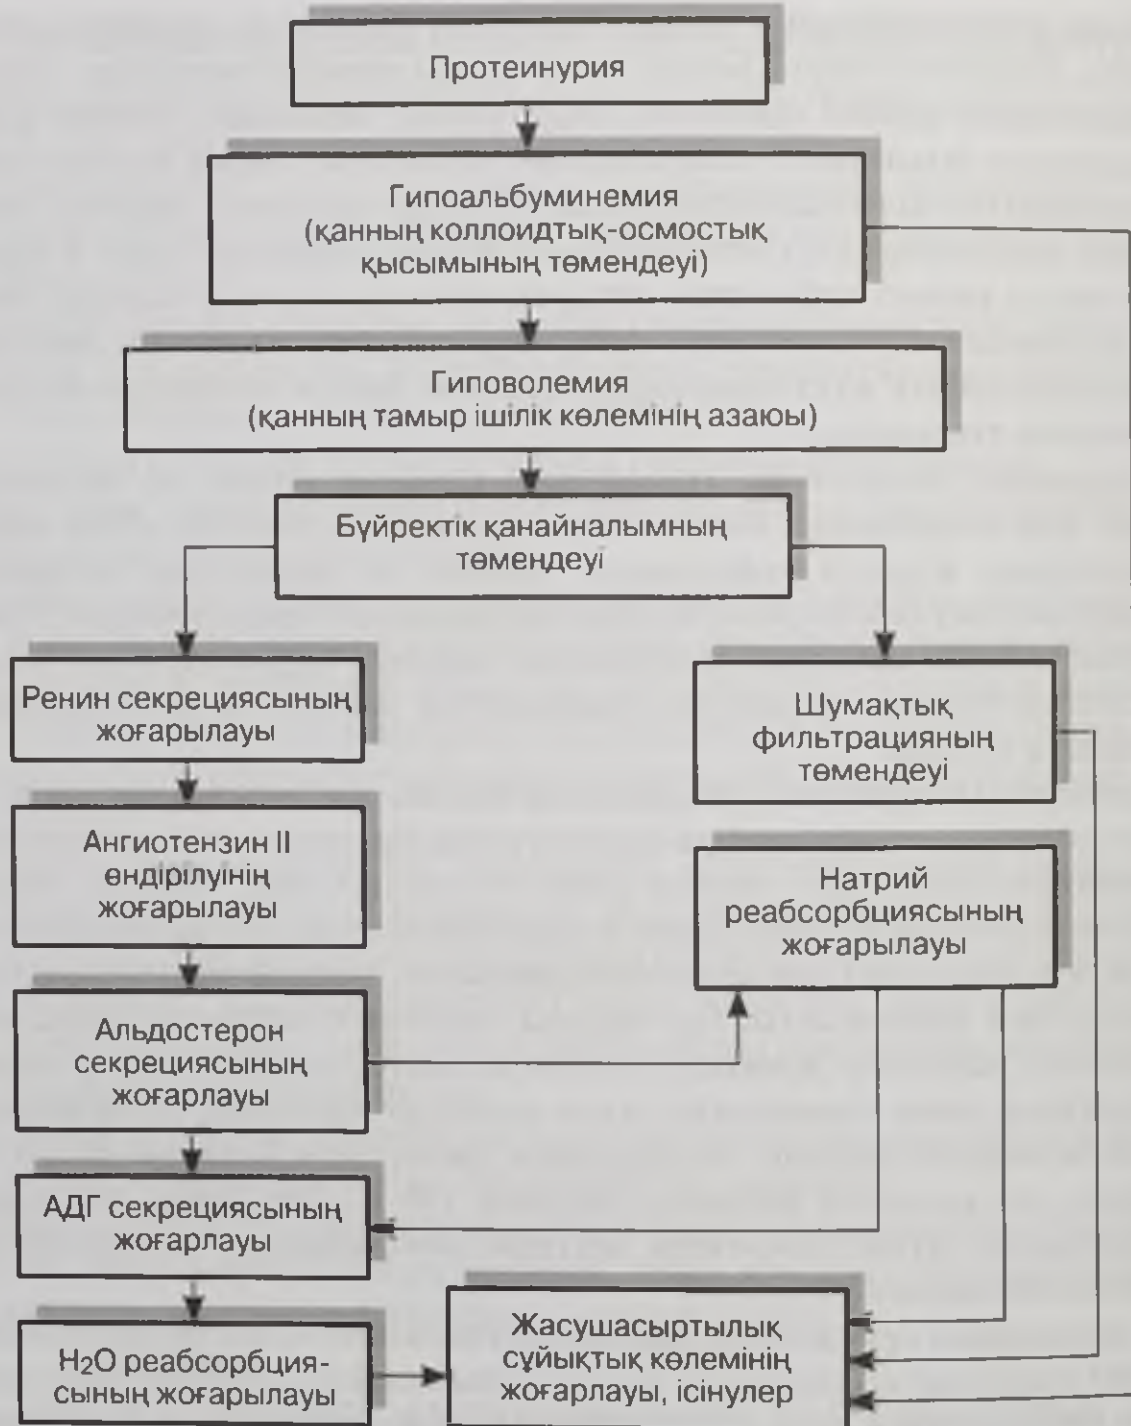 Протеинурия
Гипоальбуминемия
(қанның коллоидтық-осмостық
қысымының төмендеуі)
Гиповолемия
(қанның тамыр ішілік көлемінің азаюы)
Бүйректік қанайналымның
төмендеуі
Ренин секрециясының
жоғарылауы
Шумақтық
фильтрацияның
төмендеуі
Ангиотензин II
өндірілуінің
жоғарылауы
Натрий
реабсорбциясының
жоғарылауы
Альдостерон
секрециясының
жоғарлауы
АДГ секрециясының
жоғарлауы
H₂O реабсорбция-
сының жоғарылауы
Жасушасыртылық
сұйықтық көлемінің
жоғарлауы, ісінулер